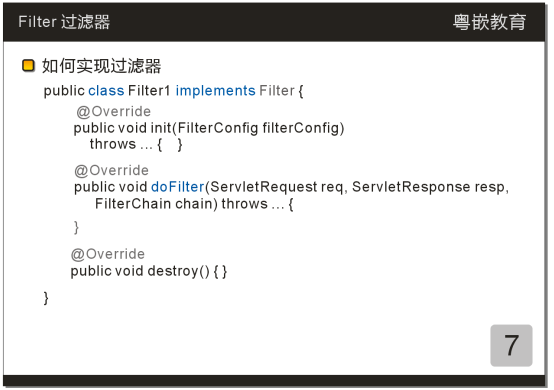 Filter 过滤器
粤嵌教育
如何实现过滤器
public class Filter1 implements Filter {
@Override
public void init(FilterConfig filterConfig)
throws ... { }
@Override
public void doFilter(ServletRequest req, ServletResponse resp,
FilterChain chain) throws ... {
}
@Override
public void destroy() { }
}
7